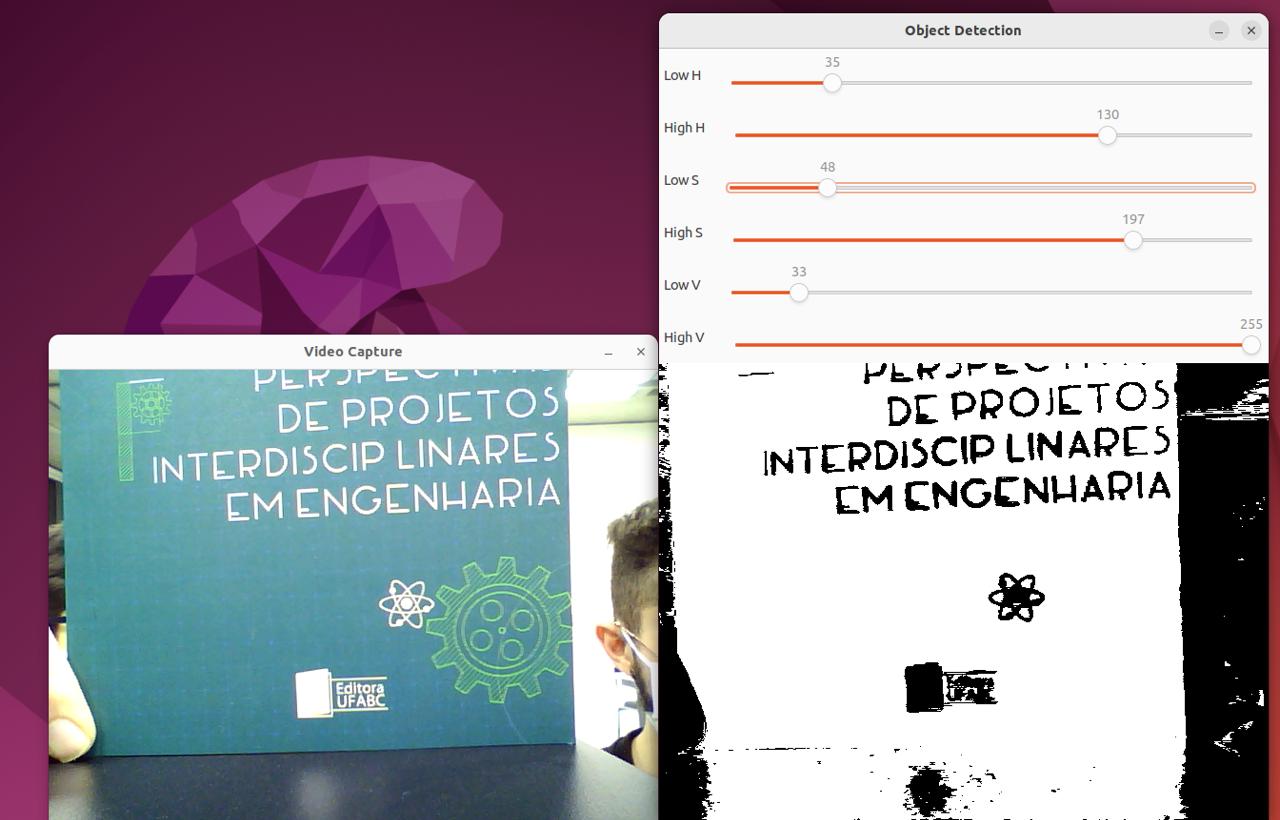 Object Detection
Low H
35
High H
130
Low S
48
High S
197
Low V
33
High V
255
Video Capture
DE PROJETOS
INTERDISCIP LINARES
EM ENGENHARIA
Editora
UFABC
DE PROJETOS
INTERDISCIP LINARES
EM ENGENHARIA